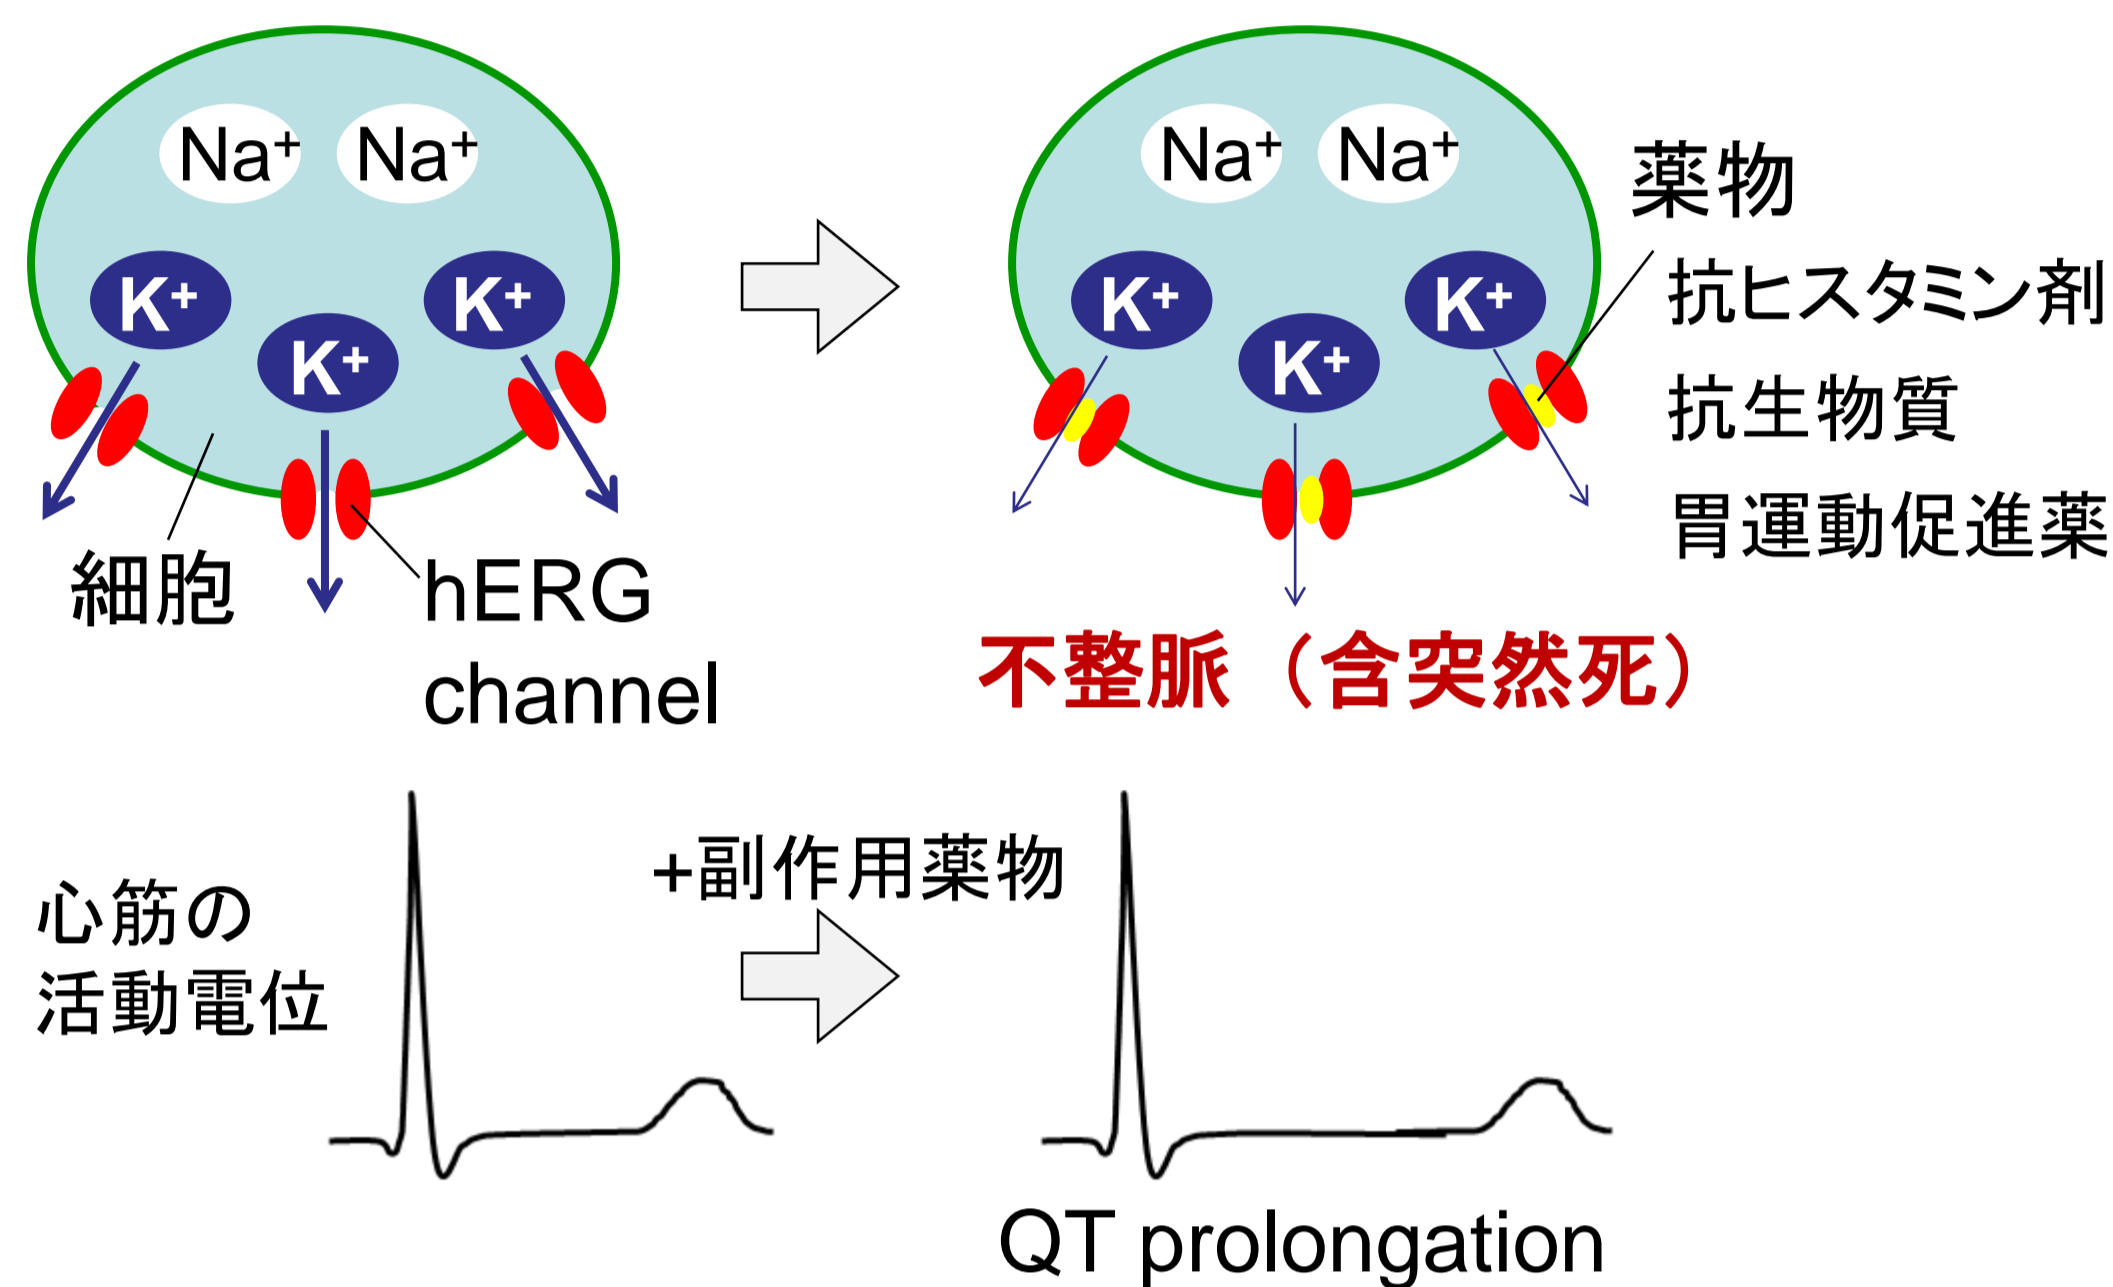 Na⁺ Na⁺
K⁺ K⁺ K⁺
細胞
hERG
channel
Na⁺ Na⁺
K⁺ K⁺ K⁺
薬物
抗ヒスタミン剤
抗生物質
胃運動促進薬
不整脈（含突然死）
心筋の
活動電位
+副作用薬物
QT prolongation